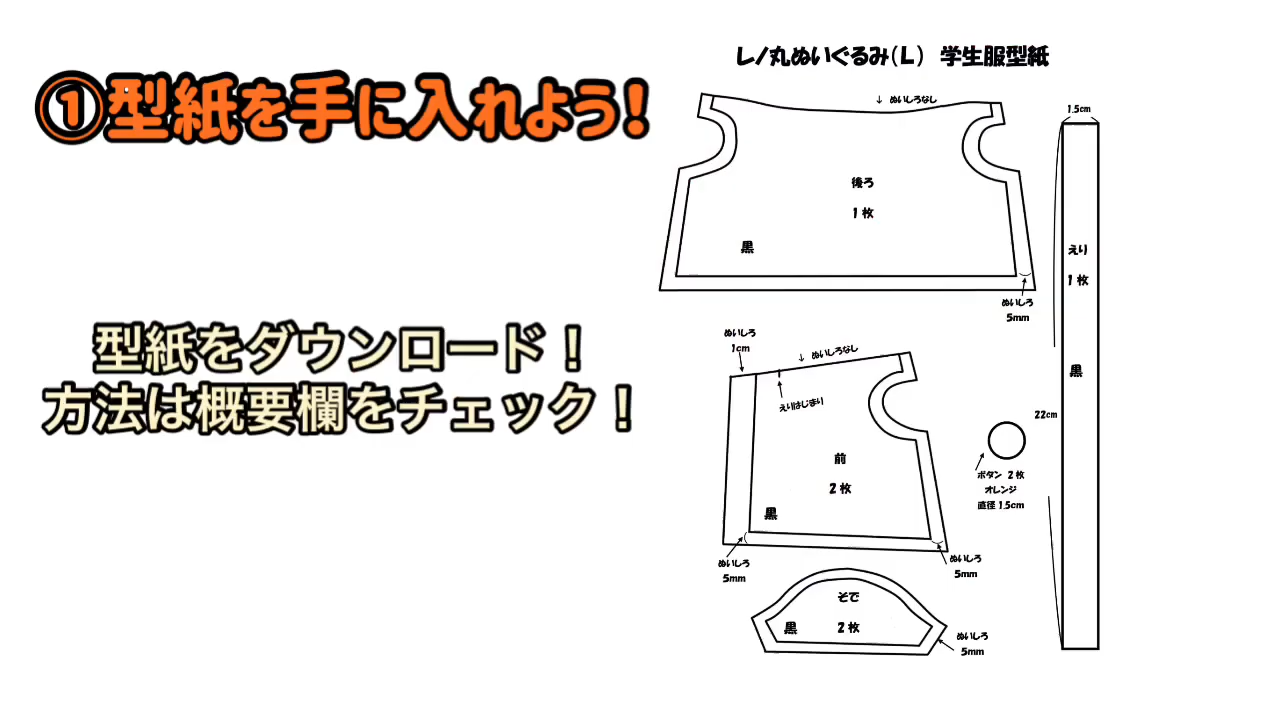 ①型紙を手に入れよう！
型紙をダウンロード！
方法は概要欄をチェック！
レノ丸ぬいぐるみ（L） 学生服型紙
↓ ぬいしろなし
後ろ
1枚
黒
ぬいしろ
5mm
1.5cm
えり
1枚
黒
22cm
ぬいしろ
1cm
↓ ぬいしろなし
えりはじまり
前
2枚
黒
ぬいしろ
5mm
ぬいしろ
5mm
ボタン 2枚
オレンジ
直径1.5cm
そで
2枚
黒
ぬいしろ
5mm